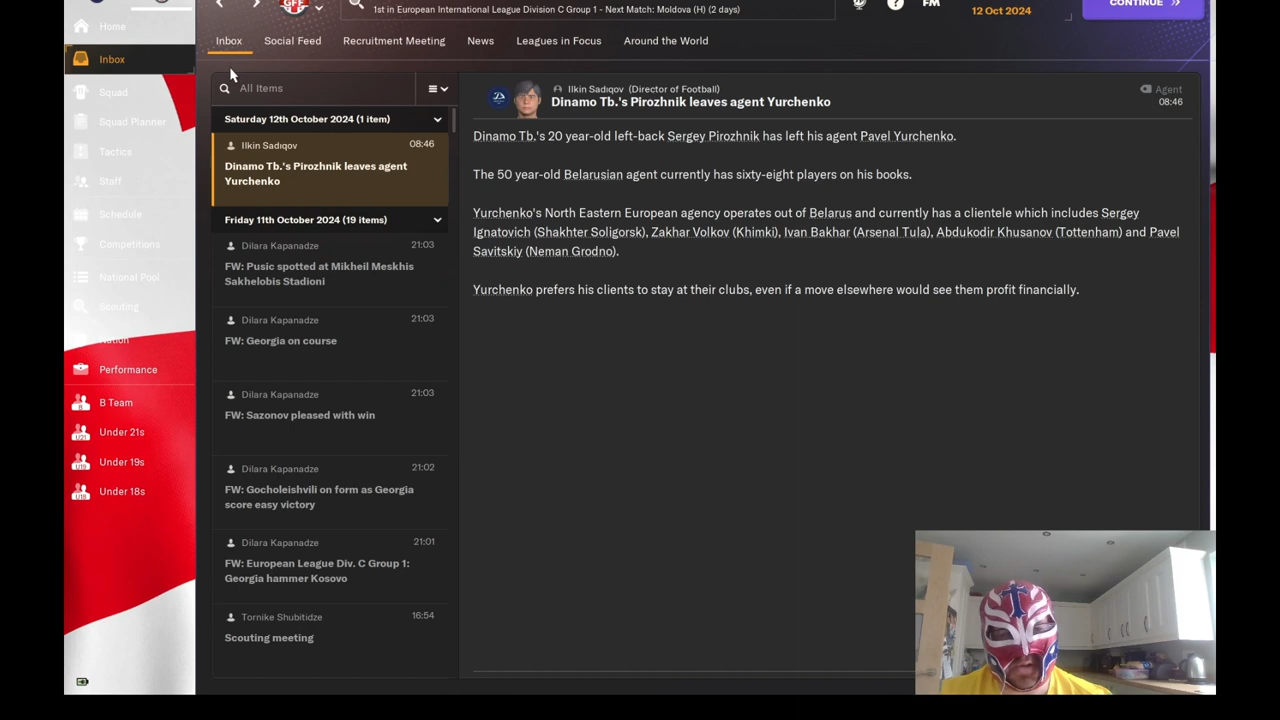 Home
Inbox
Squad
Squad Planner
Tactics
Staff
Schedule
Competitions
National Pool
Scouting
Nation
Performance
B Team
Under 21s
Under 19s
Under 18s
GFF
1st in European International League Division C Group 1 - Next Match: Moldova (H) (2 days)
FM
12 Oct 2024
CONTINUE
Inbox
Social Feed
Recruitment Meeting
News
Leagues in Focus
Around the World
All Items
Saturday 12th October 2024 (1 item)
Ilkin Sadıqov
08:46
Dinamo Tb.'s Pirozhnik leaves agent
Yurchenko
Friday 11th October 2024 (19 items)
Dilara Kapanadze
21:03
FW: Pusic spotted at Mikheil Meskhis
Sakhelobis Stadioni
Dilara Kapanadze
21:03
FW: Georgia on course
Dilara Kapanadze
21:03
FW: Sazonov pleased with win
Dilara Kapanadze
21:02
FW: Gocholeishvili on form as Georgia
score easy victory
Dilara Kapanadze
21:01
FW: European League Div. C Group 1:
Georgia hammer Kosovo
Tornike Shubitidze
16:54
Scouting meeting
Ilkin Sadıqov (Director of Football)
Dinamo Tb.'s Pirozhnik leaves agent Yurchenko
Agent
08:46
Dinamo Tb.'s 20 year-old left-back Sergey Pirozhnik has left his agent Pavel Yurchenko.
The 50 year-old Belarusian agent currently has sixty-eight players on his books.
Yurchenko's North Eastern European agency operates out of Belarus and currently has a clientele which includes Sergey
Ignatovich (Shakhter Soligorsk), Zakhar Volkov (Khimki), Ivan Bakhar (Arsenal Tula), Abdukodir Khusanov (Tottenham) and Pavel
Savitskiy (Neman Grodno).
Yurchenko prefers his clients to stay at their clubs, even if a move elsewhere would see them profit financially.